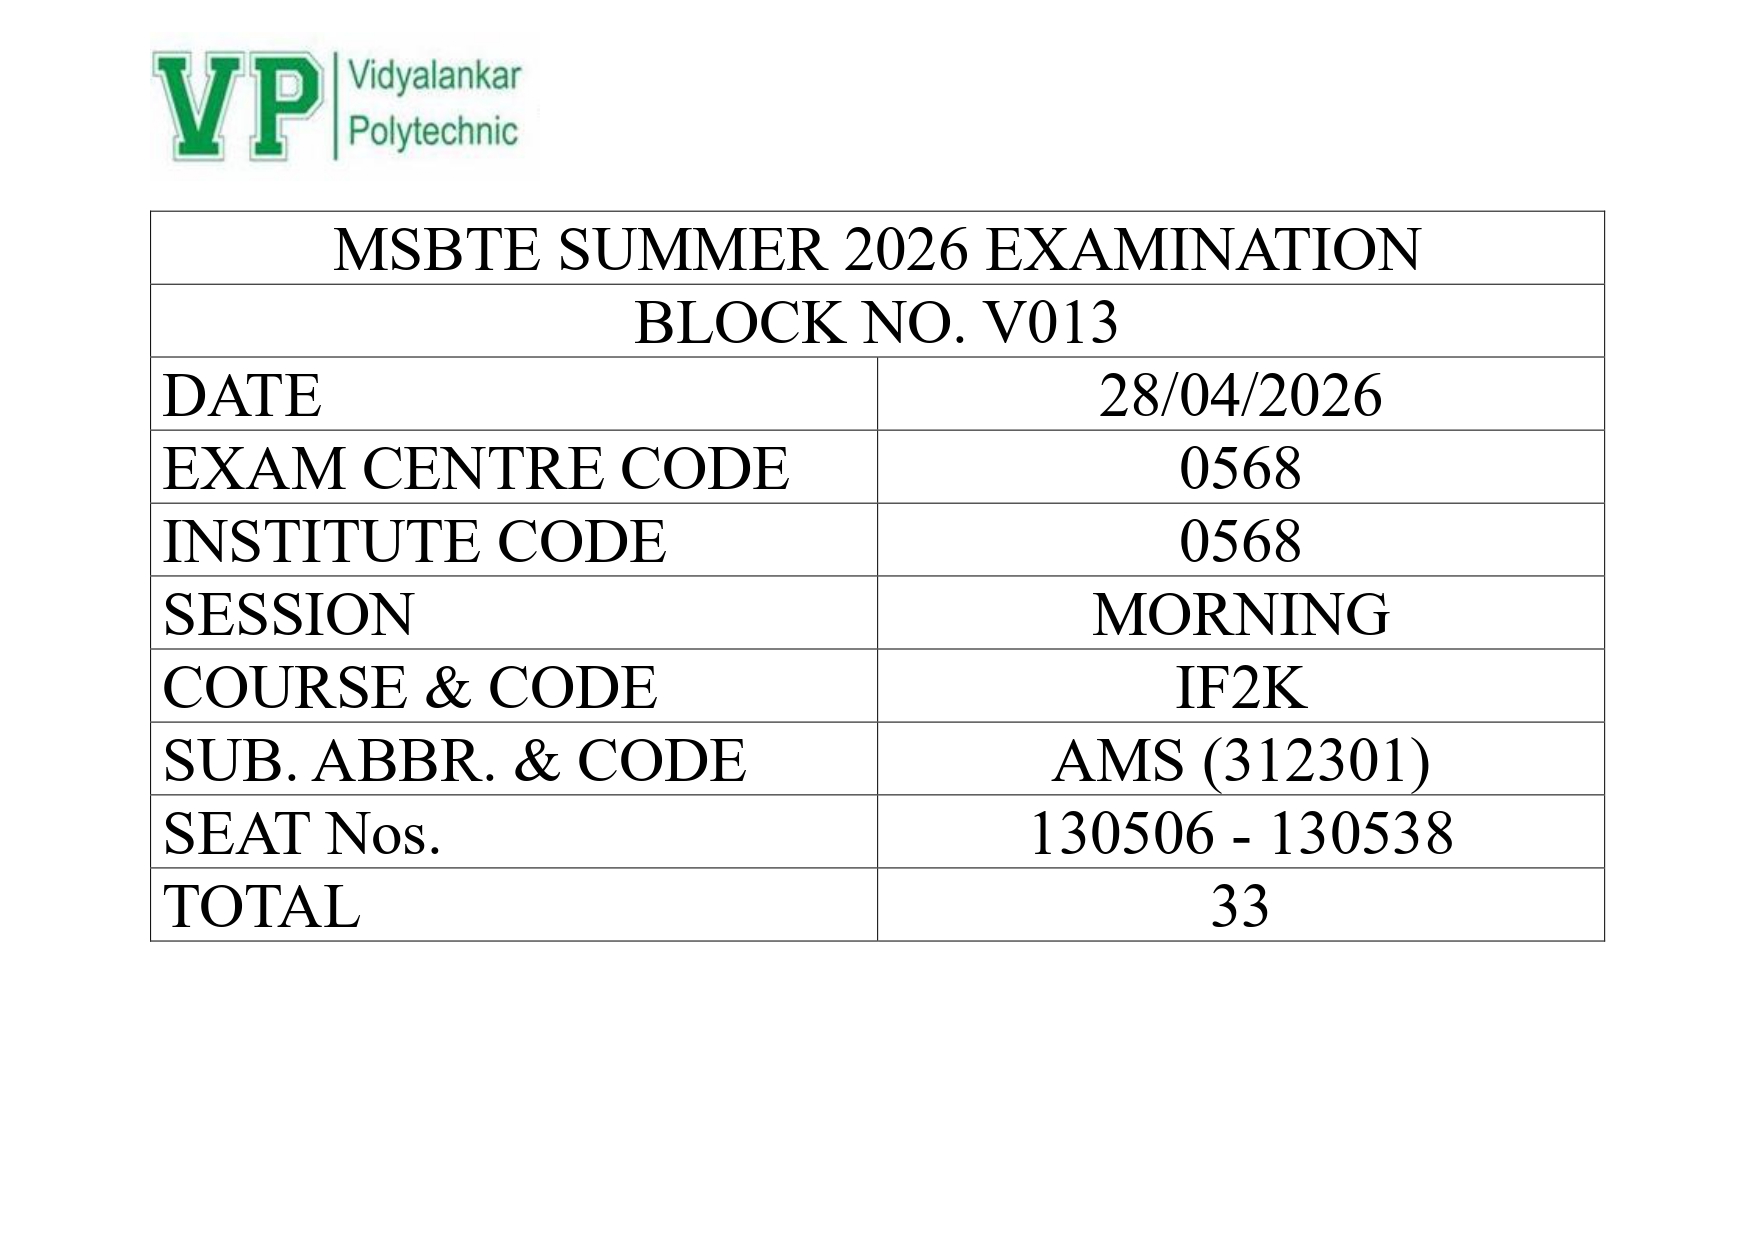 VP Vidyalankar
Polytechnic
MSBTE SUMMER 2026 EXAMINATION
BLOCK NO. V013
DATE 28/04/2026
EXAM CENTRE CODE 0568
INSTITUTE CODE 0568
SESSION MORNING
COURSE & CODE IF2K
SUB. ABBR. & CODE AMS (312301)
SEAT Nos. 130506 - 130538
TOTAL 33